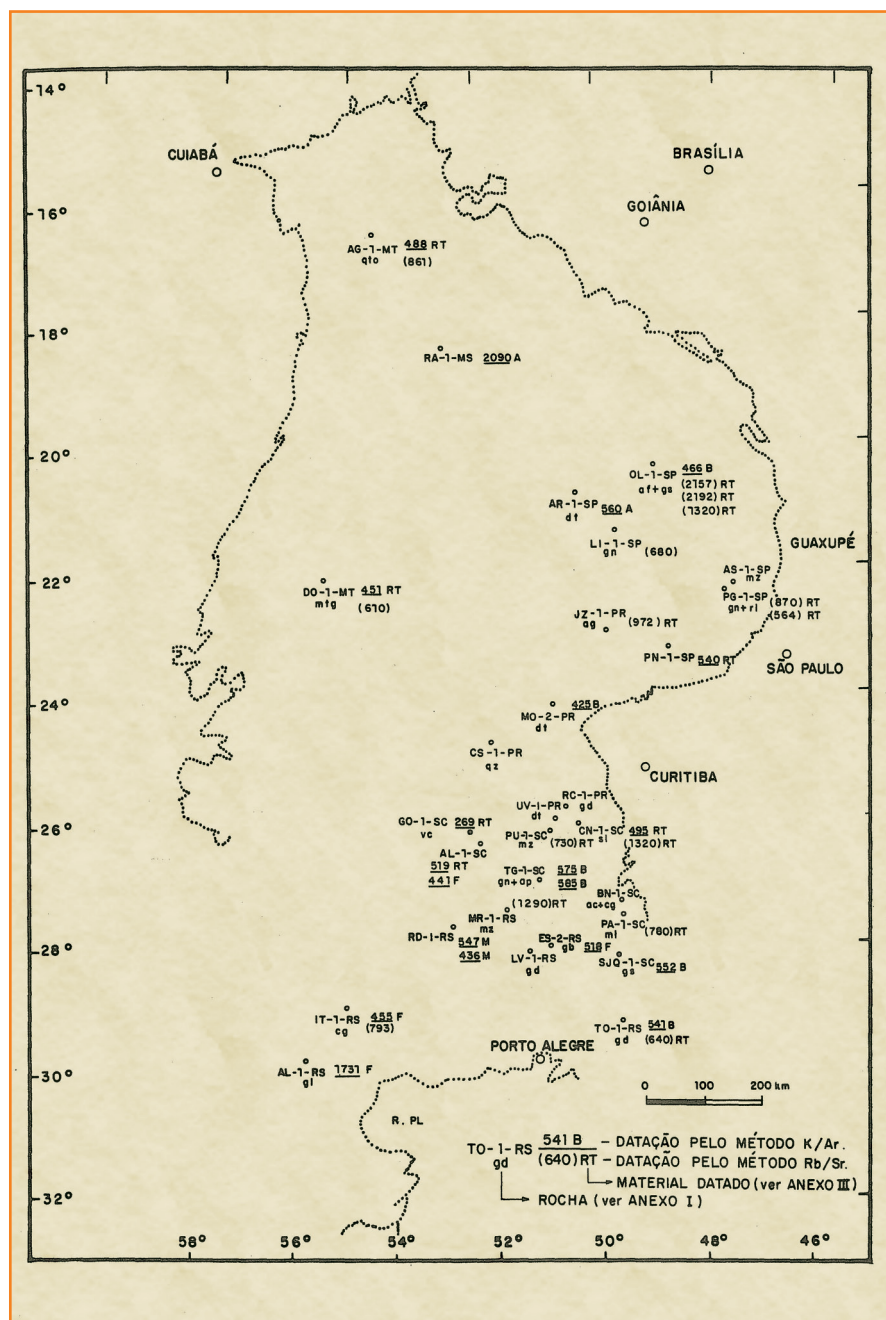 14°
CUIABÁ
BRASÍLIA
GOIÂNIA
16°
AG-1-MT 488 RT
qto (861)
18°
RA-1-MS 2090 A
20°
OL-1-SP 466 B
af+gs (2157) RT
(2192) RT
(1320) RT
AR-1-SP 560 A
dt
LI-1-SP
gn (680)
GUAXUPÉ
AS-1-SP
mz
22°
DO-1-MT 451 RT
mtg (610)
PG-1-SP (870) RT
gn+rl (564) RT
JZ-1-PR (972) RT
ag
PN-1-SP 540 RT
SÃO PAULO
24°
425 B
MO-2-PR
dt
CS-1-PR
qz
CURITIBA
RC-1-PR
gd
UV-1-PR
dt
26°
GO-1-SC 269 RT
vc
PU-1-SC
mz (730) RT
CN-1-SC 495 RT
sl (1320) RT
AL-1-SC
519 RT
441 F
TG-1-SC 575 B
gn+ap 565 B
BN-1-SC
ac+cg
(1290) RT
MR-1-RS
mz
PA-1-SC
(780) RT
RD-1-RS
547 M
436 M
28°
ES-2-RS
gb 518 F
LV-1-RS
gd
SJQ-1-SC 552 B
gs
IT-1-RS 455 F
cg (793)
TO-1-RS 541 B
gd (640) RT
PORTO ALEGRE
AL-1-RS 1731 F
gl
30°
0 100 200 km
R. PL
TO-1-RS 541 B – DATAÇÃO PELO MÉTODO K/Ar.
gd (640) RT – DATAÇÃO PELO MÉTODO Rb/Sr.
MATERIAL DATADO (ver ANEXO III)
ROCHA (ver ANEXO I)
32°
58° 56° 54° 52° 50° 48° 46°